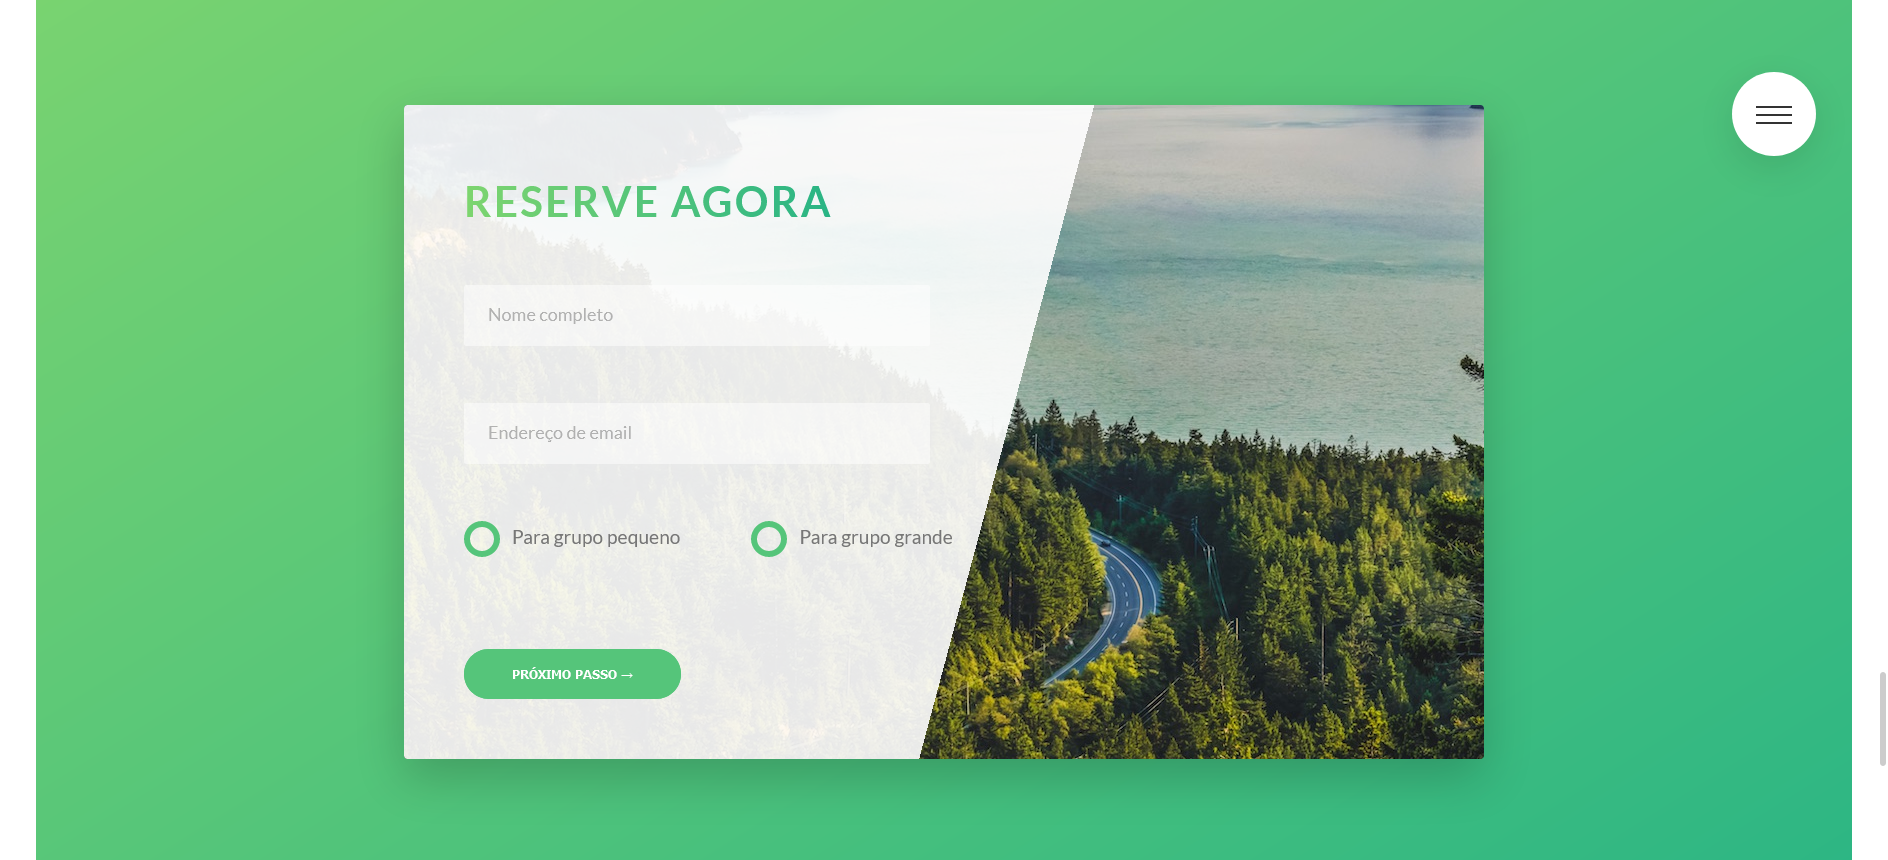 RESERVE AGORA
Nome completo
Endereço de email
Para grupo pequeno
Para grupo grande
PRÓXIMO PASSO →